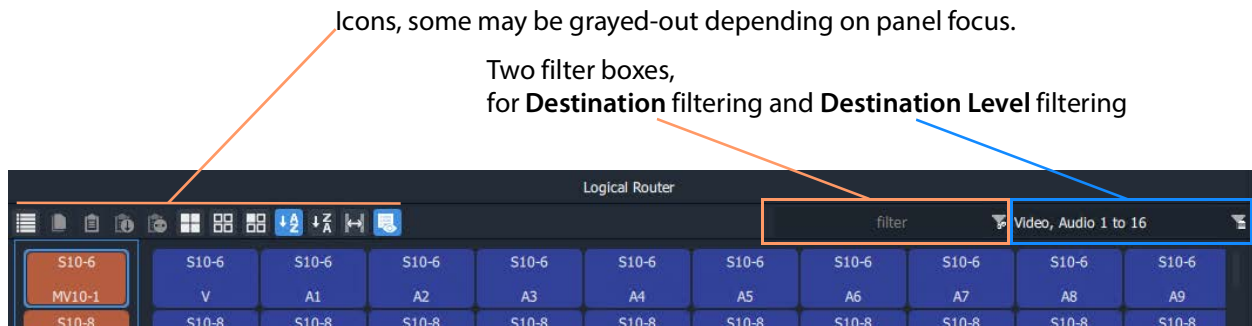 Icons, some may be grayed-out depending on panel focus.
Two filter boxes,
for Destination filtering and Destination Level filtering
Logical Router
filter Video, Audio 1 to 16
S10-6 S10-6 S10-6 S10-6 S10-6 S10-6 S10-6 S10-6 S10-6 S10-6 S10-6
MV10-1 V A1 A2 A3 A4 A5 A6 A7 A8 A9
S10-8 S10-8 S10-8 S10-8 S10-8 S10-8 S10-8 S10-8 S10-8 S10-8 S10-8